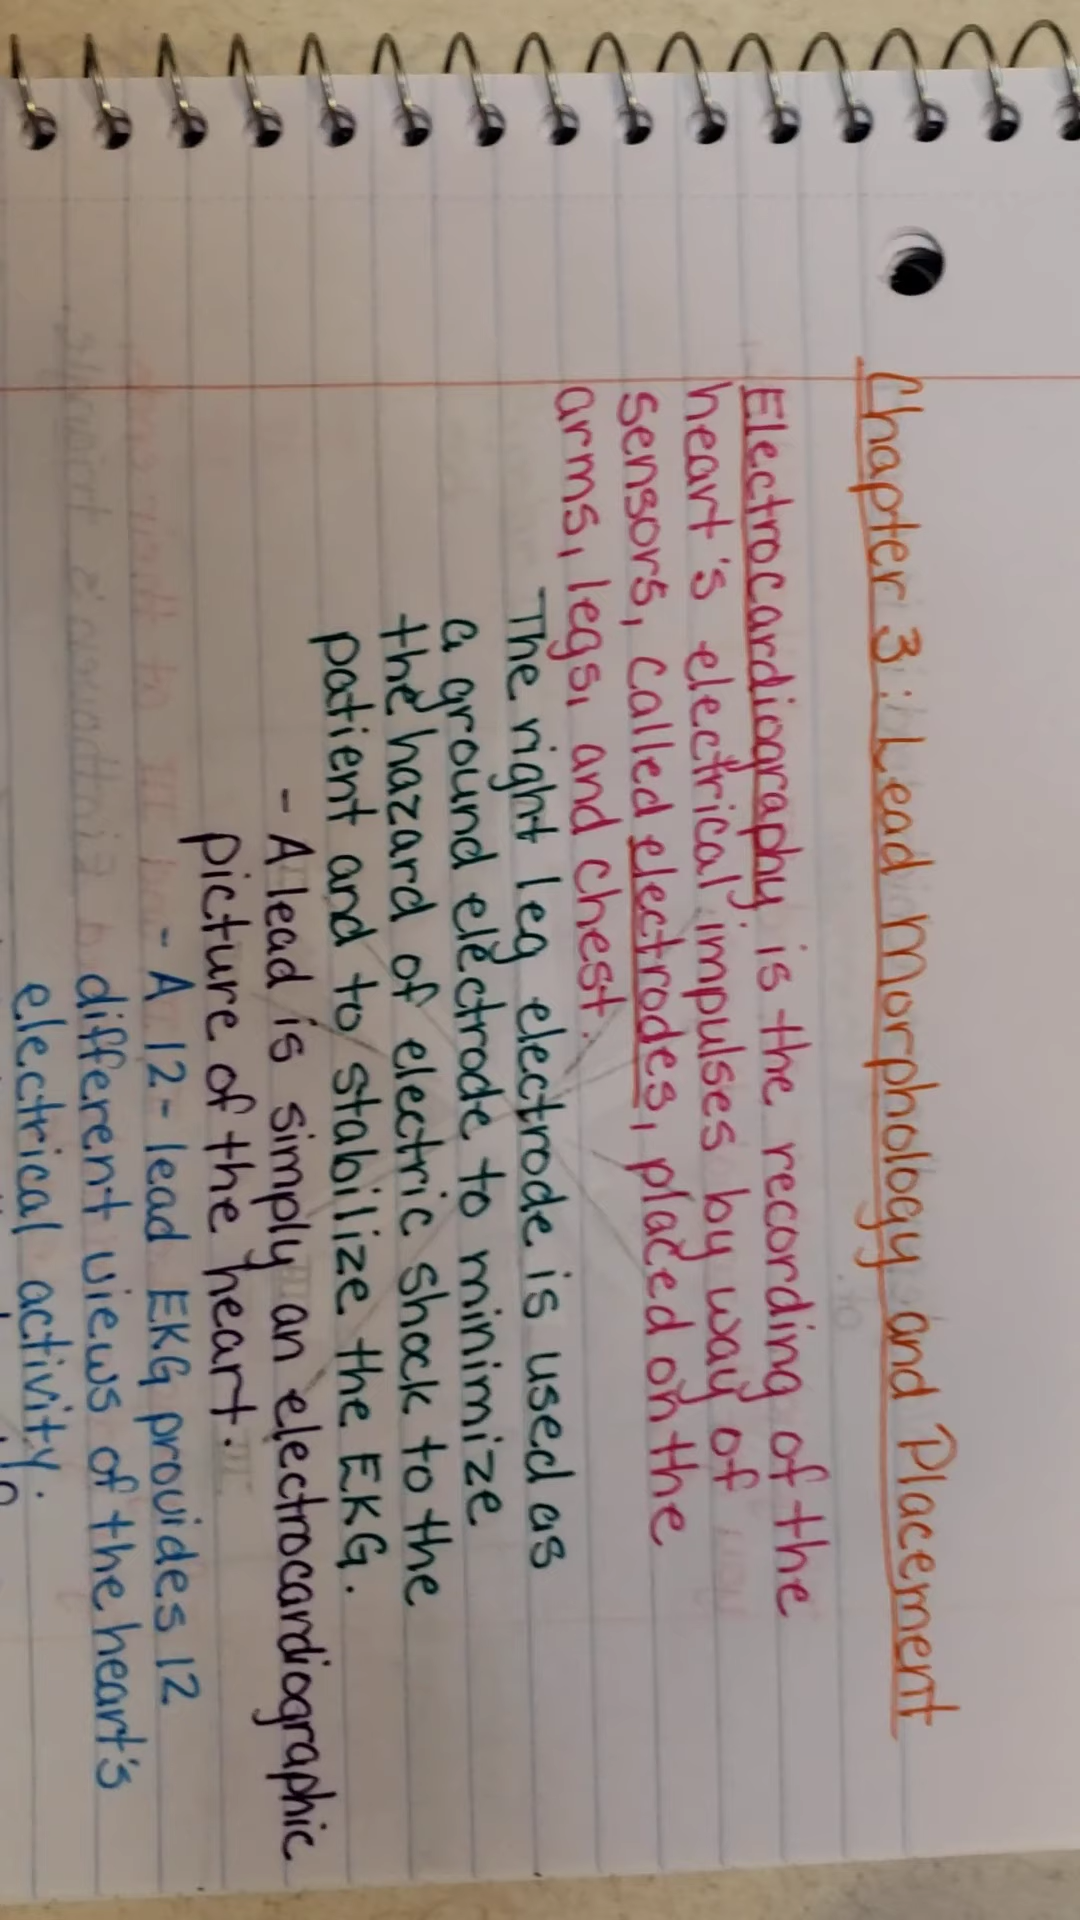 Chapter 3: Lead Morphology and Placement
Electrocardiography is the recording of the
heart's electrical impulses by way of
sensors, called electrodes, placed on the
arms, legs, and chest.
The right leg electrode is used as
a ground electrode to minimize
the hazard of electric shock to the
patient and to stabilize the EKG.
- A lead is simply an electrocardiographic
picture of the heart.
- A 12-lead EKG provides 12
different views of the heart's
electrical activity.